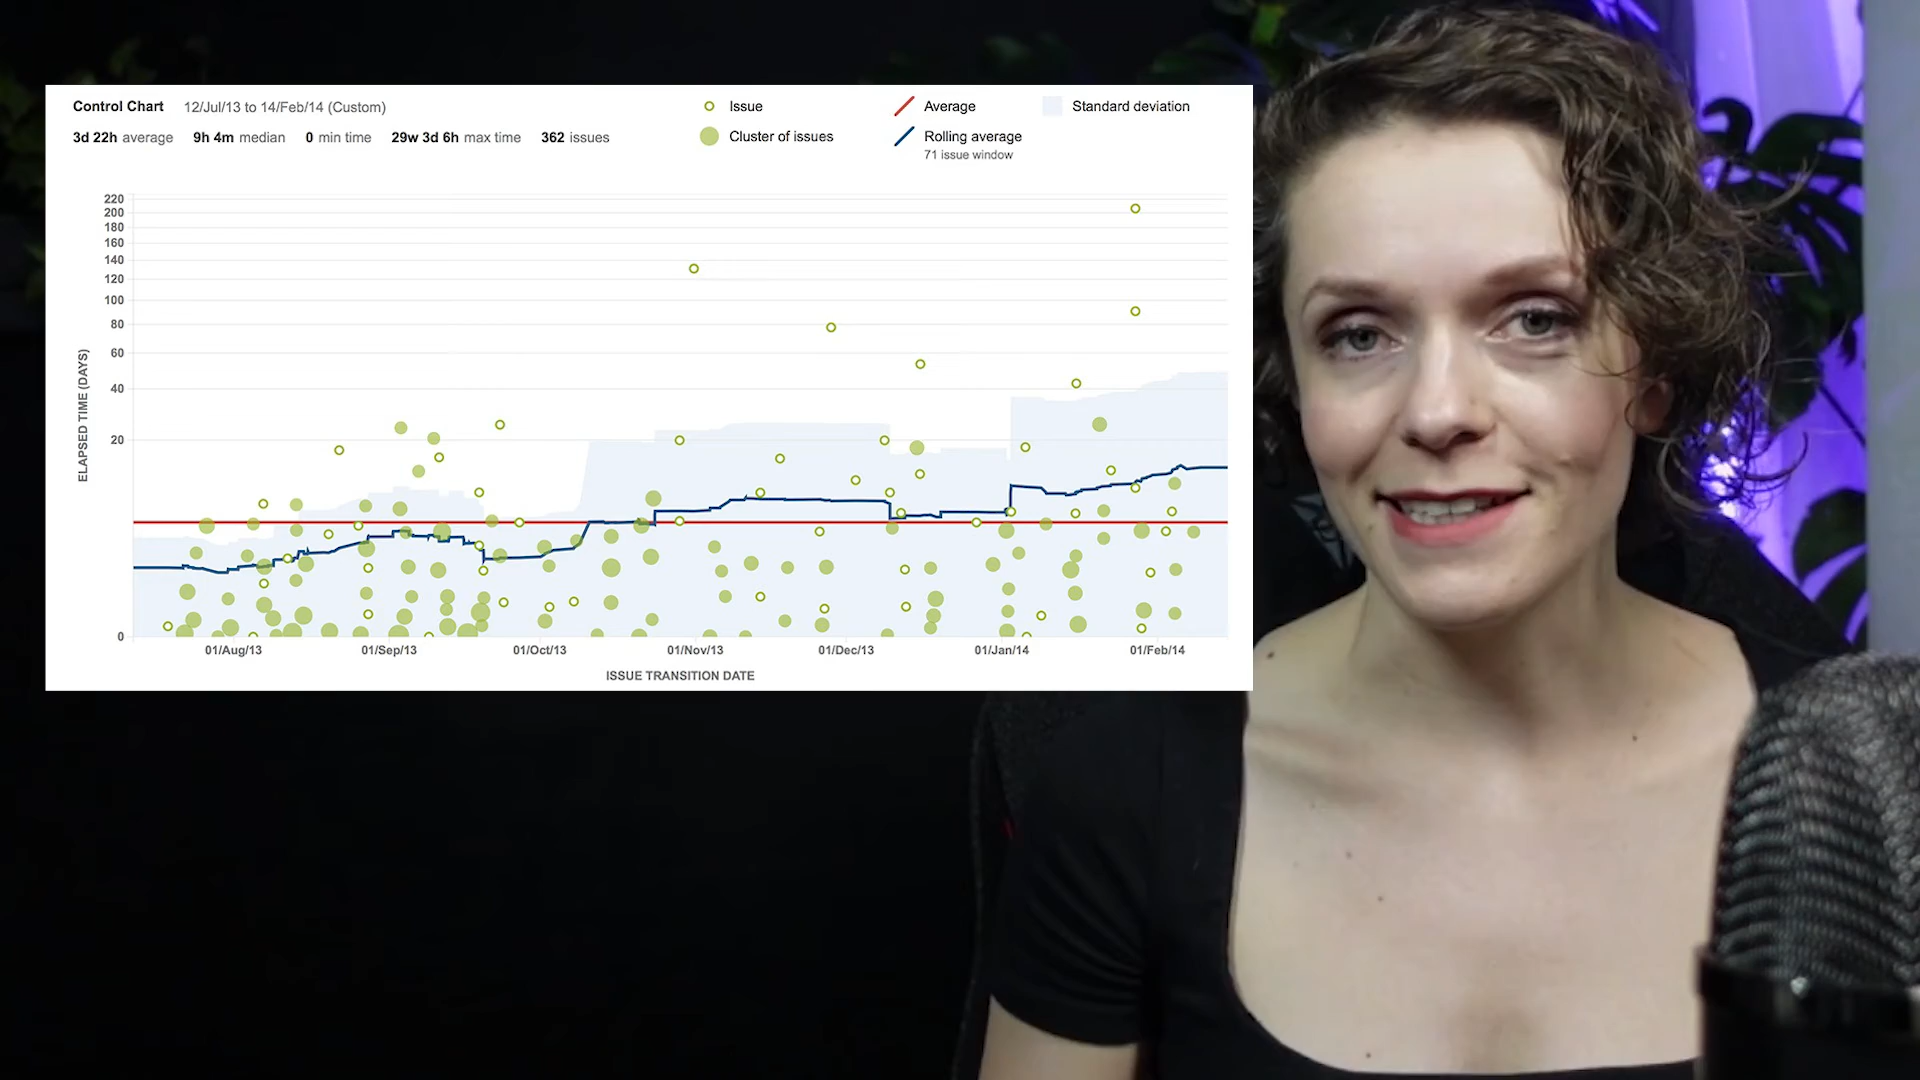 Control Chart 12/Jul/13 to 14/Feb/14 (Custom)
3d 22h average 9h 4m median 0 min time 29w 3d 6h max time 362 issues
Issue
Cluster of issues
Average
Rolling average
71 issue window
Standard deviation
ELAPSED TIME (DAYS)
220
200
180
160
140
120
100
80
60
40
20
0
01/Aug/13 01/Sep/13 01/Oct/13 01/Nov/13 01/Dec/13 01/Jan/14 01/Feb/14
ISSUE TRANSITION DATE